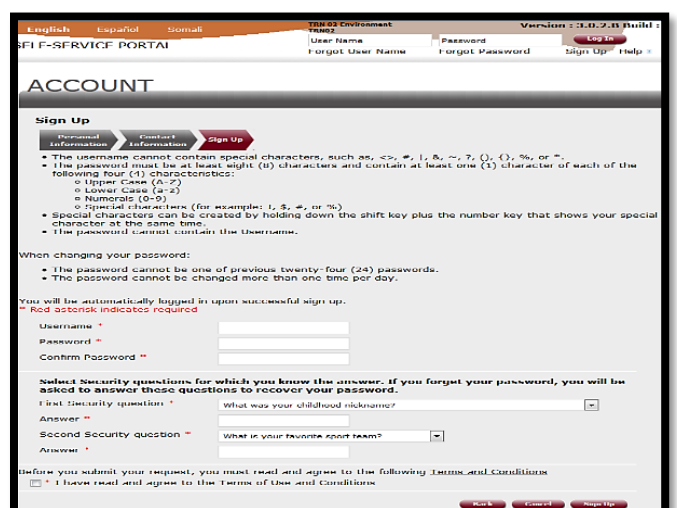 English Español Somali
TRN 02 Environment
TRN02
Version : 3.0.2.B Build :
SELF-SERVICE PORTAL
User Name Password Log In
Forgot User Name Forgot Password Sign Up Help
ACCOUNT
Sign Up
Personal Information Contact Information Sign Up
• The username cannot contain special characters, such as, <>, #, |, &, ~, ?, (), {}, %, or *.
• The password must be at least eight (8) characters and contain at least one (1) character of each of the
following four (4) characteristics:
o Upper Case (A-Z)
o Lower Case (a-z)
o Numerals (0-9)
o Special characters (for example: !, $, #, or %)
• Special characters can be created by holding down the shift key plus the number key that shows your special
character at the same time.
• The password cannot contain the Username.
When changing your password:
• The password cannot be one of previous twenty-four (24) passwords.
• The password cannot be changed more than one time per day.
You will be automatically logged in upon successful sign up.
* Red asterisk indicates required
Username *
Password *
Confirm Password *
Select Security questions for which you know the answer. If you forget your password, you will be
asked to answer these questions to recover your password.
First Security question * What was your childhood nickname?
Answer *
Second Security question * What is your favorite sport team?
Answer *
Before you submit your request, you must read and agree to the following Terms and Conditions
* I have read and agree to the Terms of Use and Conditions
Back Cancel Sign Up